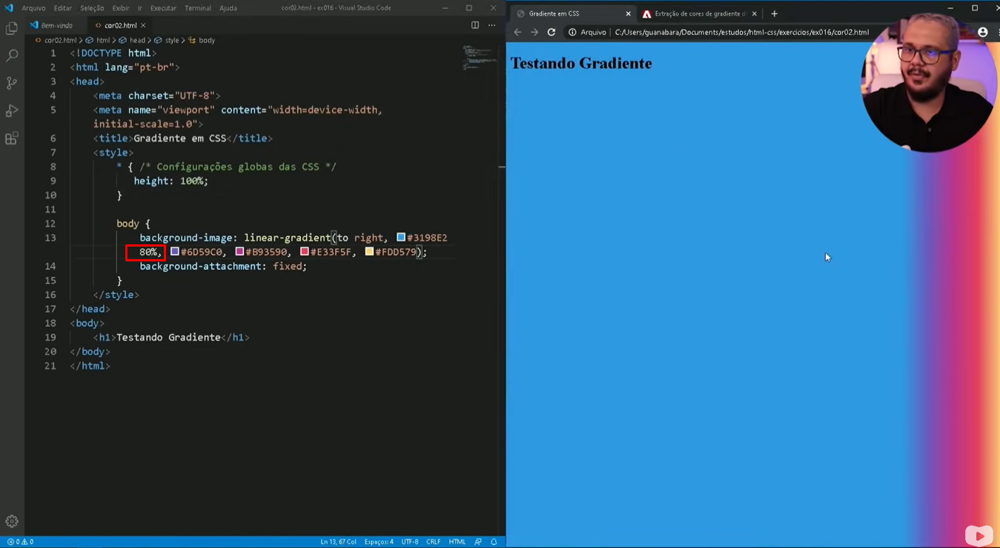 Arquivo Editar Seleção Exibir Ir Executar Terminal Ajuda cor02.html - ex016 - Visual Studio Code
Bem-vindo cor02.html
cor02.html > html > head > style > body
1 <!DOCTYPE html>
2 <html lang="pt-br">
3 <head>
4 <meta charset="UTF-8">
5 <meta name="viewport" content="width=device-width,
initial-scale=1.0">
6 <title>Gradiente em CSS</title>
7 <style>
8 * { /* Configurações globas das CSS */
9 height: 100%;
10 }
11
12 body {
13 background-image: linear-gradient(to right, #3198E2
80%, #6D59C0, #B93590, #E33F5F, #FDD579);
14 background-attachment: fixed;
15 }
16 </style>
17 </head>
18 <body>
19 <h1>Testando Gradiente</h1>
20 </body>
21 </html>
0 0 Ln 13, 67 Col Espaços: 4 UTF-8 CRLF HTML
Gradiente em CSS Extração de cores de gradiente d
Arquivo C:/Users/guanabara/Documents/estudos/html-css/exercicios/ex016/cor02.html
Testando Gradiente